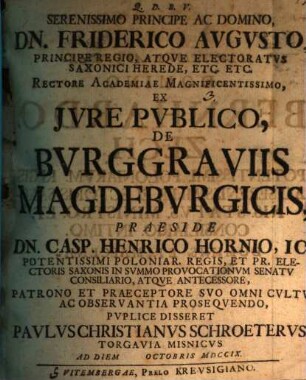 Q. D. B. V.
SERENISSIMO PRINCIPE AC DOMINO,
DN. FRIDERICO AVGVSTO,
PRINCIPE REGIO, ATQVE ELECTORATVS
SAXONICI HEREDE, ETC. ETC.
RECTORE ACADEMIAE MAGNIFICENTISSIMO,
EX
JVRE PVBLICO,
DE
BVRGGRAVIIS
MAGDEBVRGICIS,
PRAESIDE
DN. CASP. HENRICO HORNIO, IC
POTENTISSIMI POLONIAR. REGIS, ET PR. ELE-
CTORIS SAXONIS IN SVMMO PROVOCATIONVM SENATV
CONSILIARIO, ATQVE ANTECESSORE,
PATRONO ET PRAECEPTORE SVO OMNI CVLTV
AC OBSERVANTIA PROSEQVENDO,
PVPLICE DISSERET
PAVLVS CHRISTIANVS SCHROETERVS
TORGAVIA MISNICVS
AD DIEM OCTOBRIS MDCCIX.
VITEMBERGAE, PRELO KREVSIGIANO.